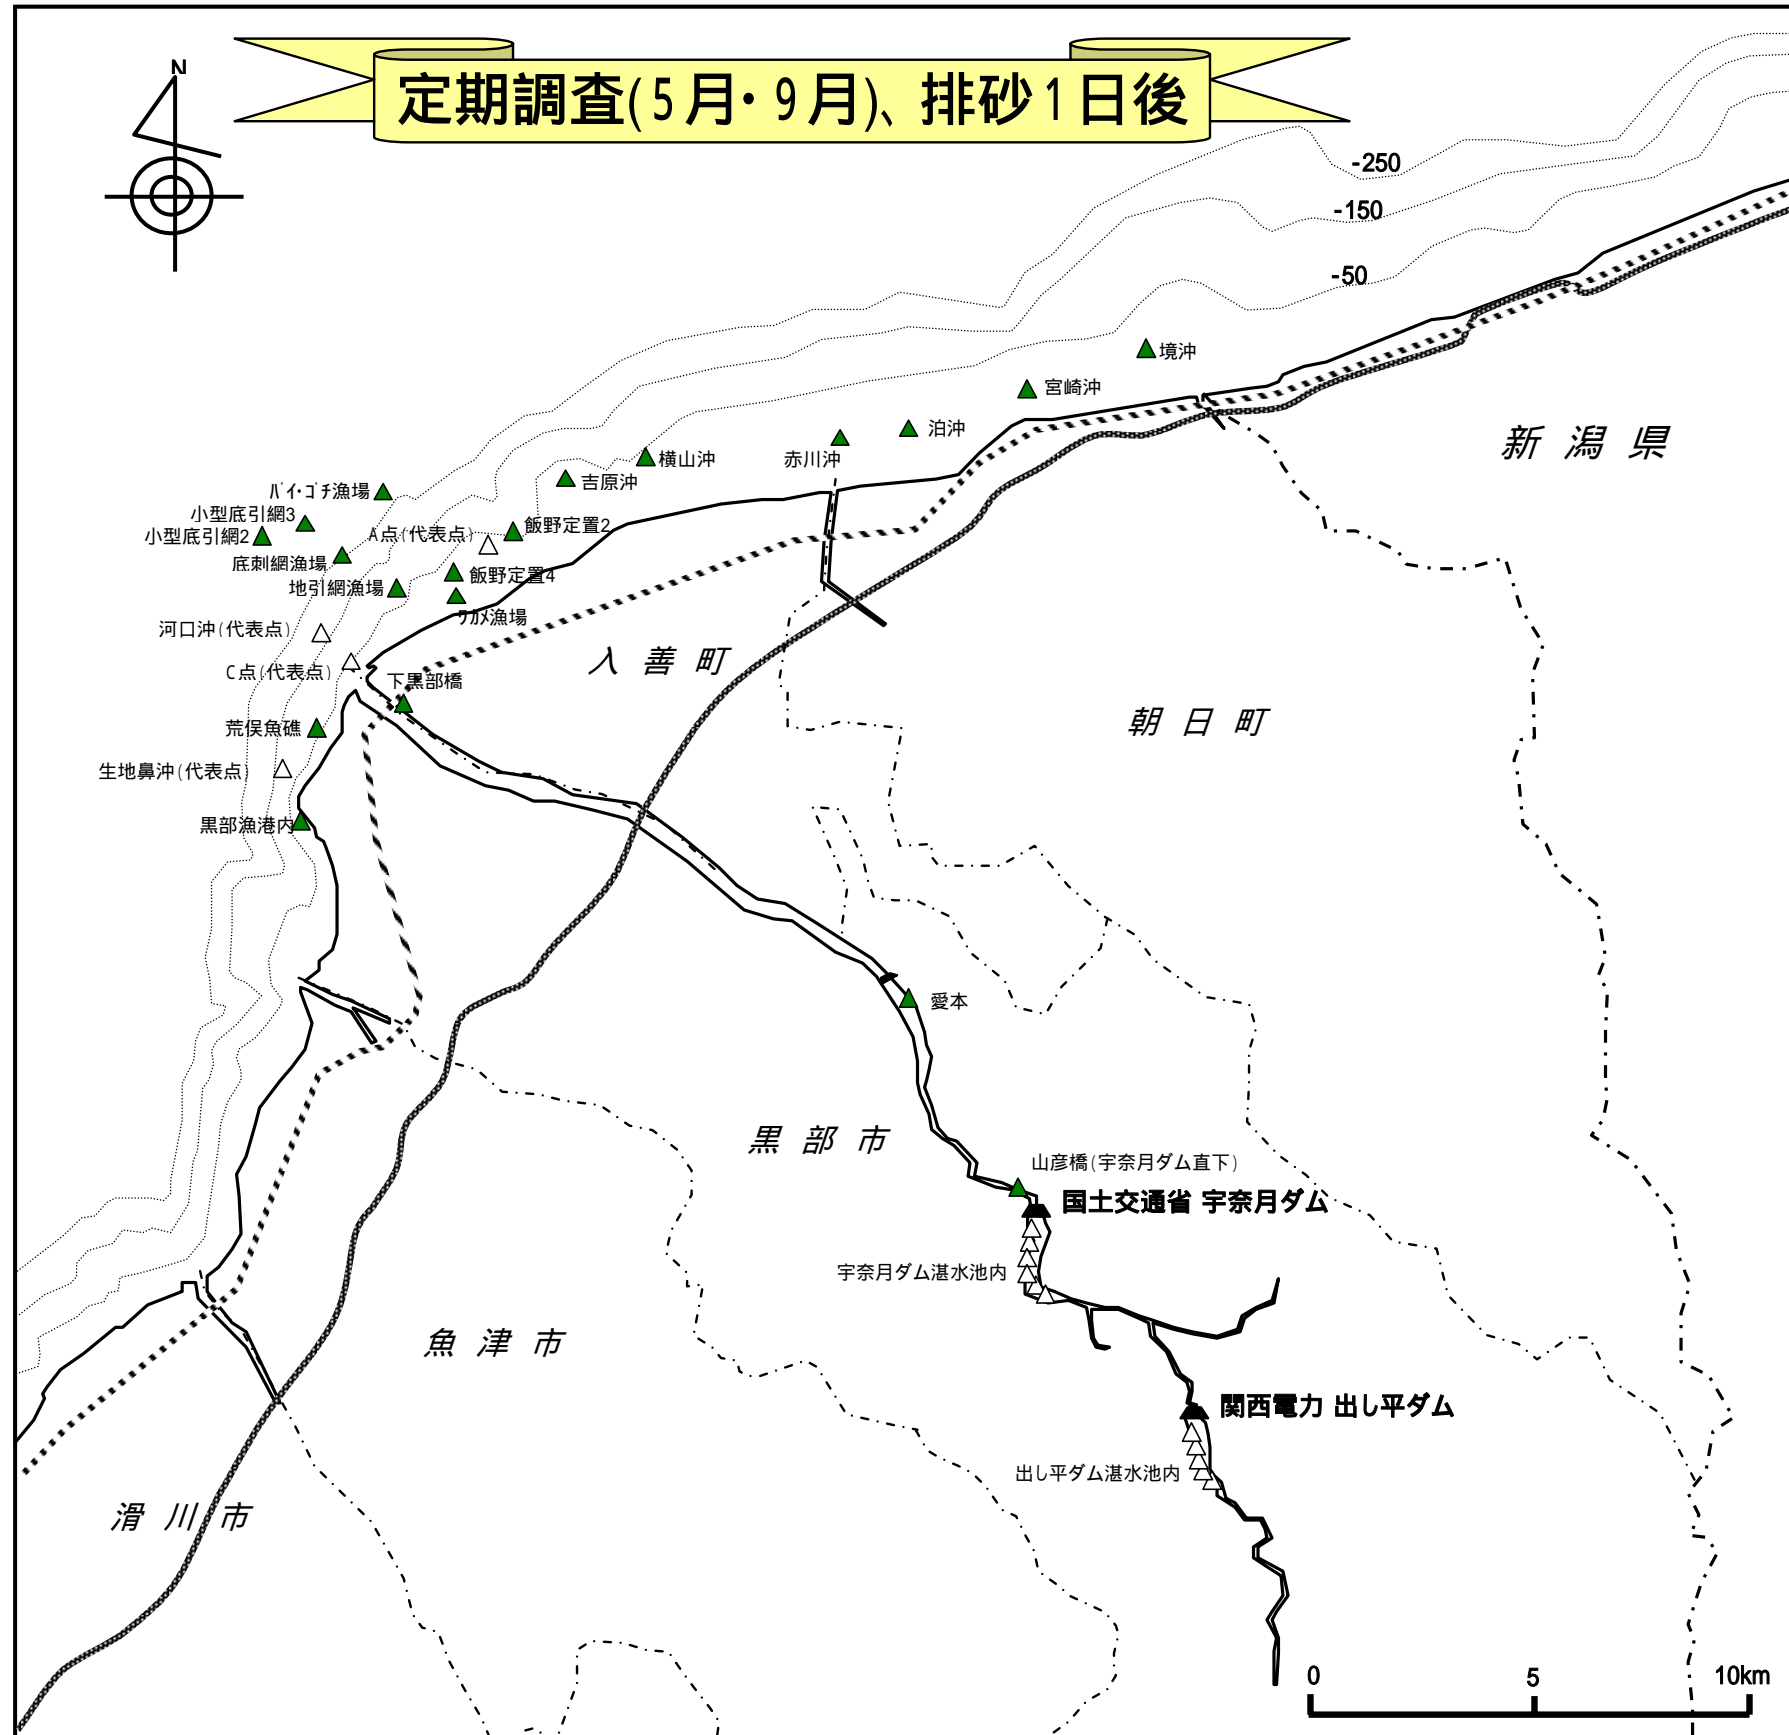 N
定期調査(5月・9月)、排砂1日後
-250
-150
-50
境沖
宮崎沖
泊沖
赤川沖
横山沖
吉原沖
バイ・ゴチ漁場
小型底引網3
小型底引網2
A点(代表点)
飯野定置2
底刺網漁場
飯野定置4
地引網漁場
ワカメ漁場
河口沖(代表点)
C点(代表点)
下黒部橋
荒俣魚礁
生地鼻沖(代表点)
黒部漁港内
新潟県
入善町
朝日町
愛本
黒部市
山彦橋(宇奈月ダム直下)
国土交通省 宇奈月ダム
宇奈月ダム湛水池内
魚津市
関西電力 出し平ダム
出し平ダム湛水池内
滑川市
0 5 10km